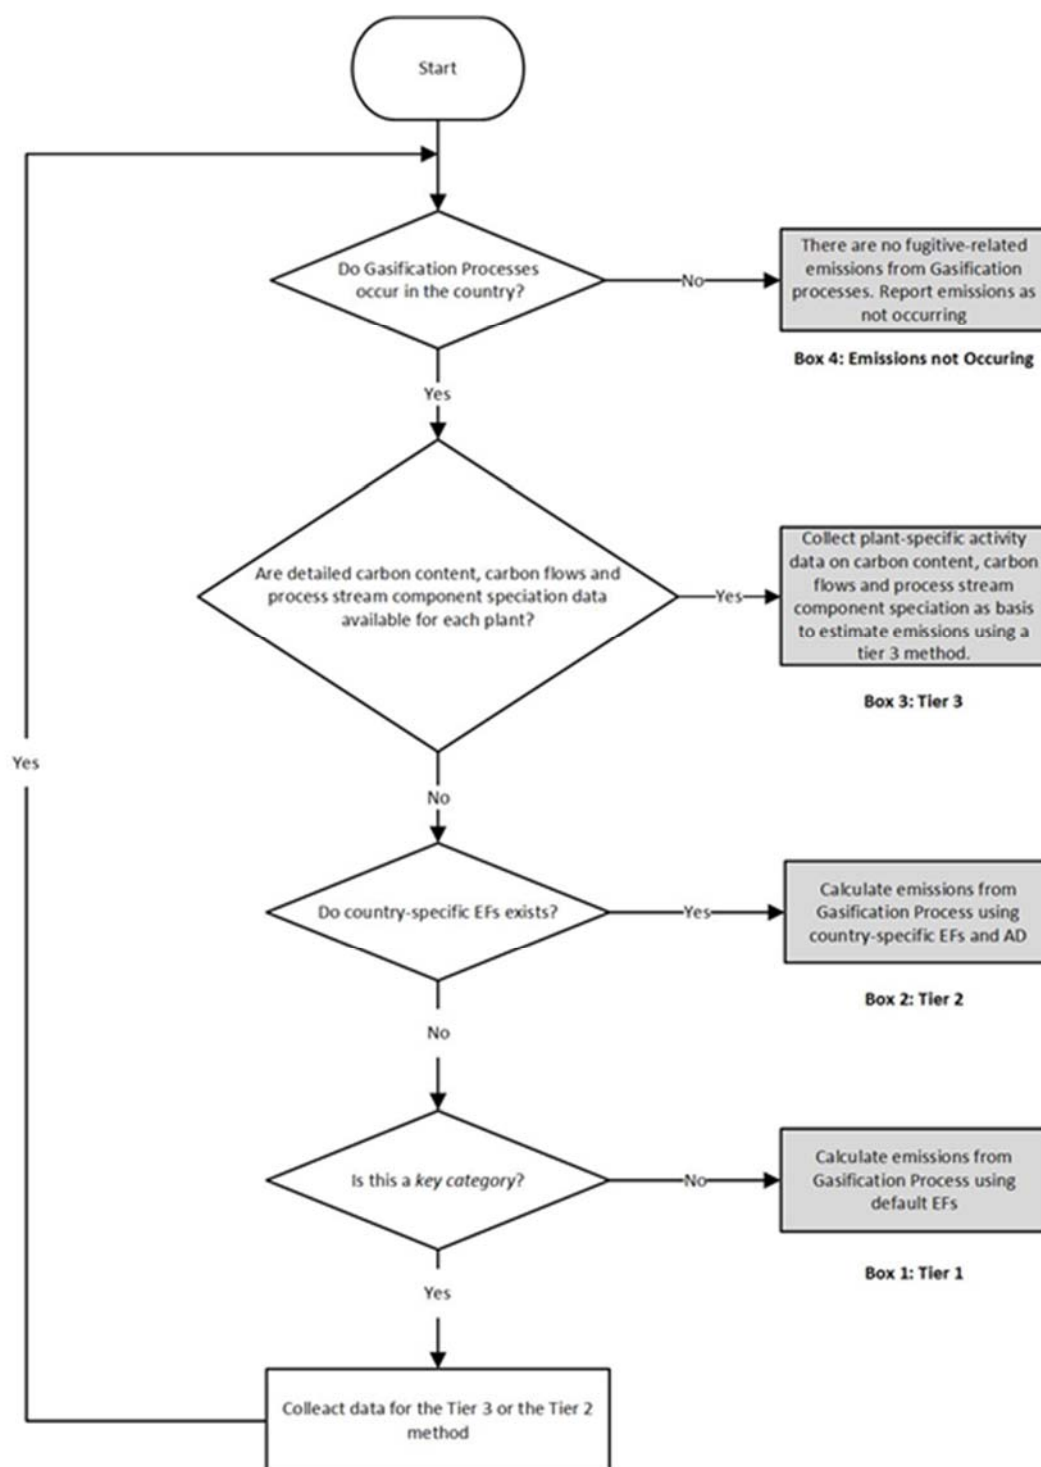 Start
Do Gasification Processes
occur in the country?
No
There are no fugitive-related
emissions from Gasification
processes. Report emissions as
not occurring
Box 4: Emissions not Occuring
Yes
Are detailed carbon content, carbon flows and
process stream component speciation data
available for each plant?
Yes
Collect plant-specific activity
data on carbon content, carbon
flows and process stream
component speciation as basis
to estimate emissions using a
tier 3 method.
Box 3: Tier 3
Yes
No
Do country-specific EFs exists?
Yes
Calculate emissions from
Gasification Process using
country-specific EFs and AD
Box 2: Tier 2
No
Is this a key category?
No
Calculate emissions from
Gasification Process using
default EFs
Box 1: Tier 1
Yes
Colleact data for the Tier 3 or the Tier 2
method